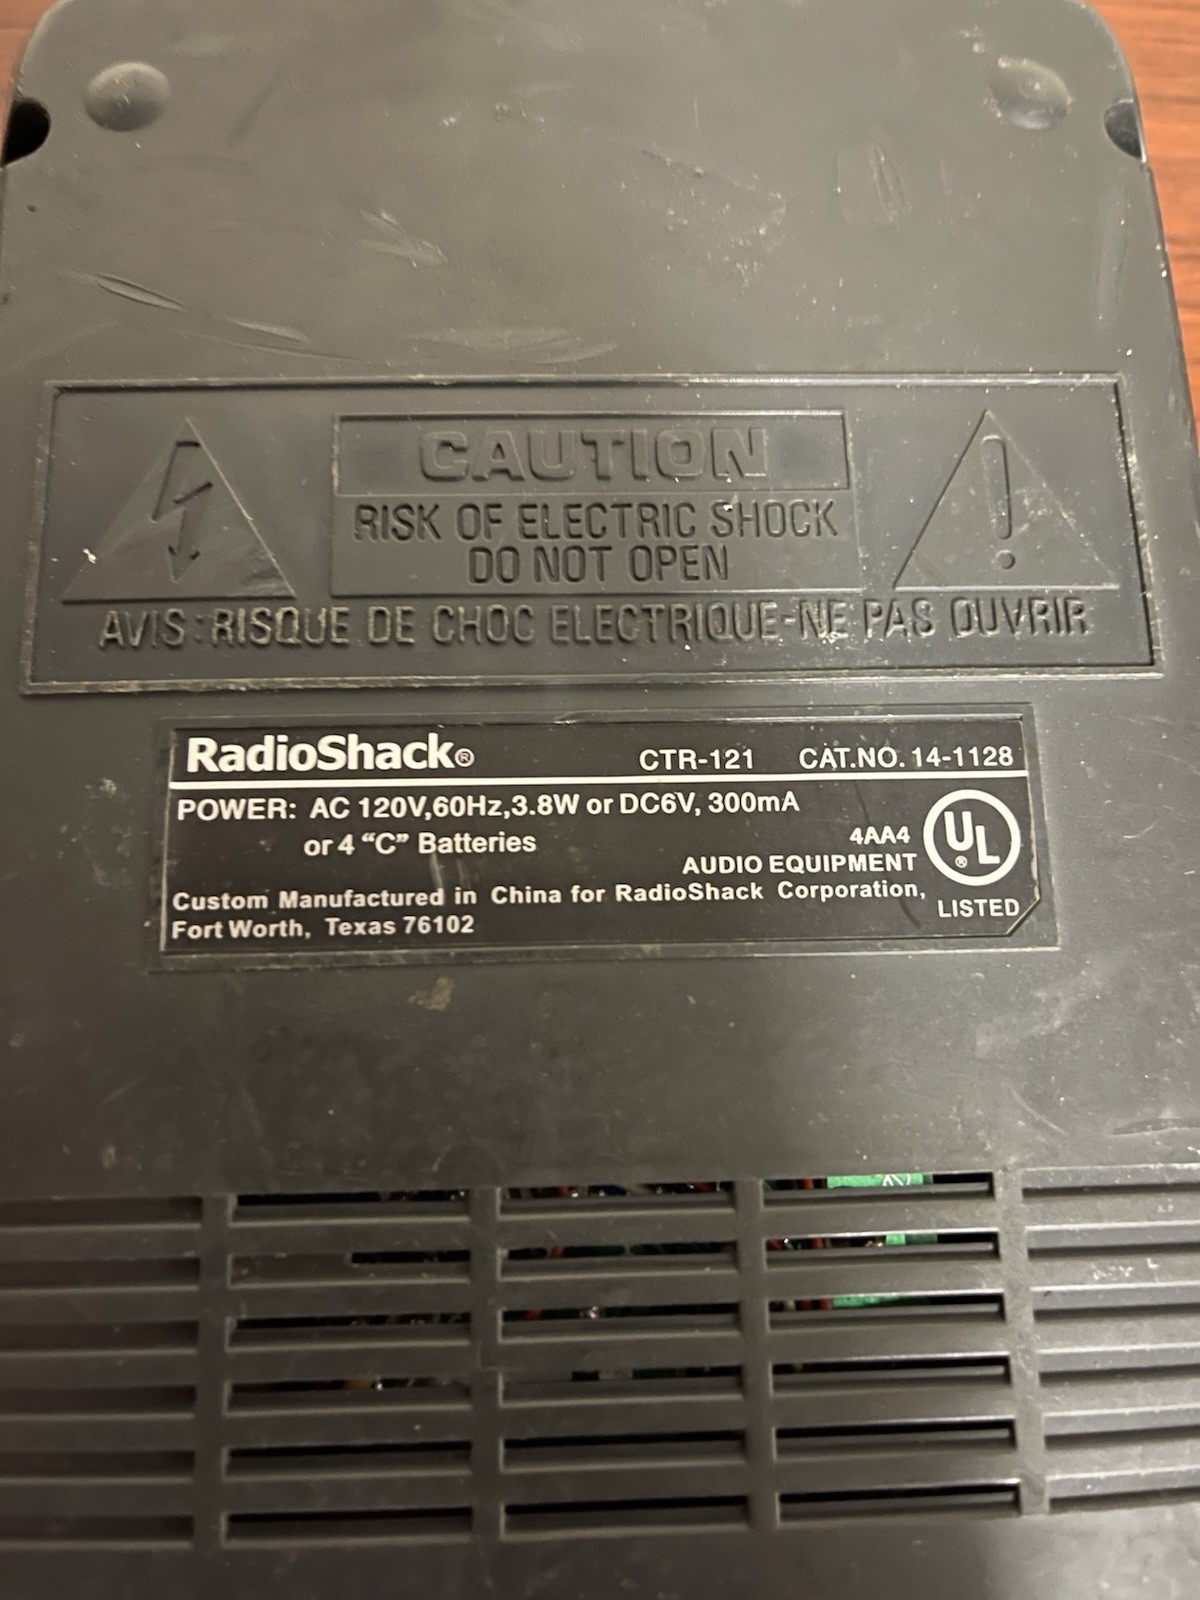 CAUTION
RISK OF ELECTRIC SHOCK
DO NOT OPEN
AVIS : RISQUE DE CHOC ELECTRIQUE-NE PAS OUVRIR
RadioShack® CTR-121 CAT.NO. 14-1128
POWER: AC 120V,60Hz,3.8W or DC6V, 300mA
or 4 “C” Batteries
4AA4
AUDIO EQUIPMENT
UL®
LISTED
Custom Manufactured in China for RadioShack Corporation,
Fort Worth, Texas 76102